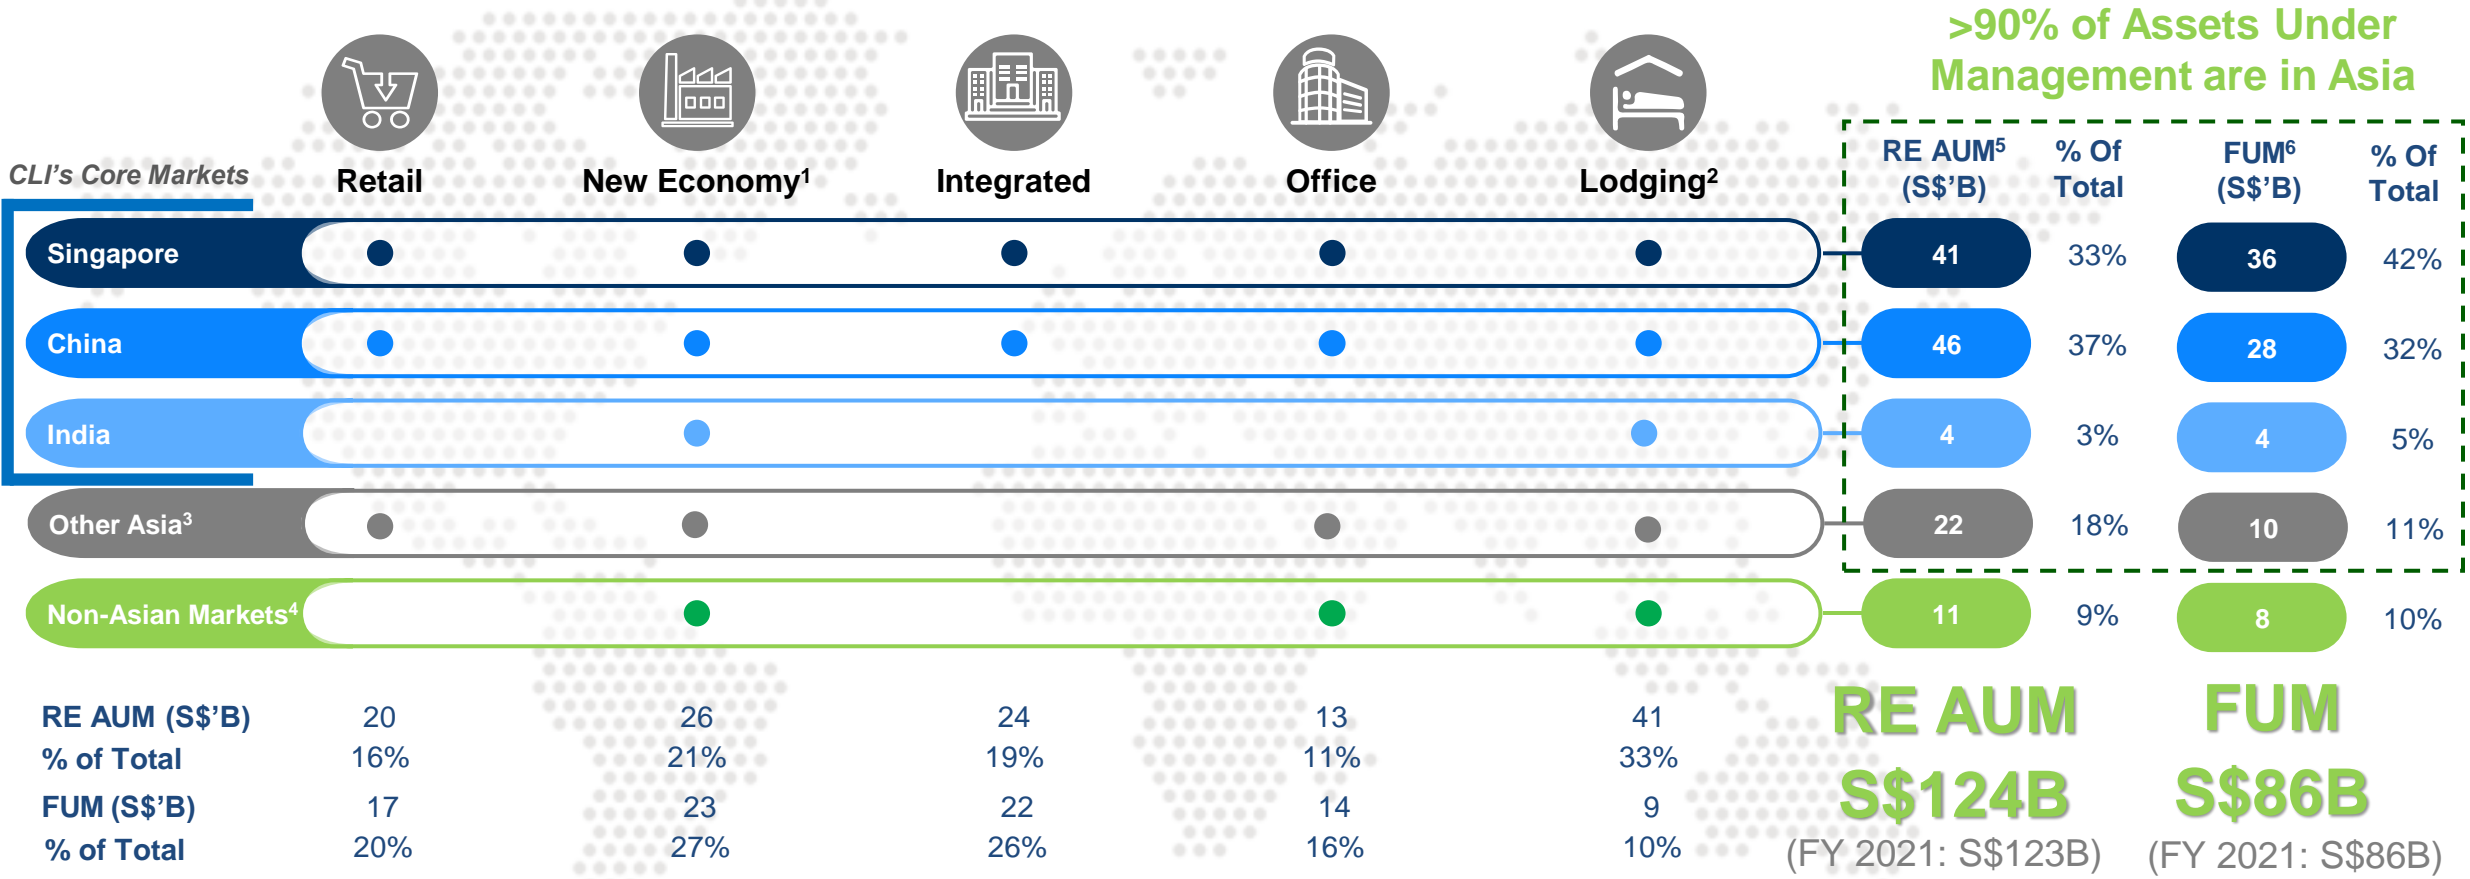 >90% of Assets Under
Management are in Asia
CLI's Core Markets
Retail
New Economy¹
Integrated
Office
Lodging²
RE AUM⁵
(S$'B)
% Of
Total
FUM⁶
(S$'B)
% Of
Total
Singapore 41 33% 36 42%
China 46 37% 28 32%
India 4 3% 4 5%
Other Asia³ 22 18% 10 11%
Non-Asian Markets⁴ 11 9% 8 10%
RE AUM (S$'B) 20 26 24 13 41
% of Total 16% 21% 19% 11% 33%
FUM (S$'B) 17 23 22 14 9
% of Total 20% 27% 26% 16% 10%
RE AUM
S$124B
(FY 2021: S$123B)
FUM
S$86B
(FY 2021: S$86B)